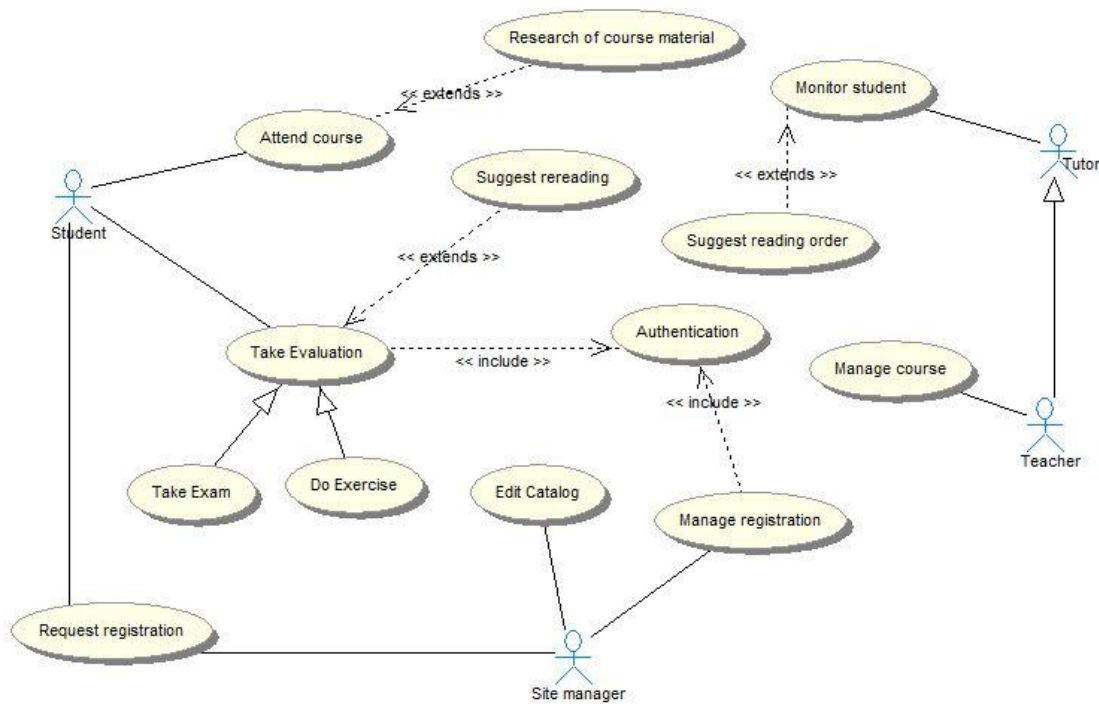 Research of course material
<< extends >>
Monitor student
Attend course
Tutor
Suggest rereading
<< extends >>
Student
Suggest reading order
<< extends >>
Authentication
Take Evaluation
<< include >>
Manage course
<< include >>
Teacher
Take Exam
Do Exercise
Edit Catalog
Manage registration
Request registration
Site manager